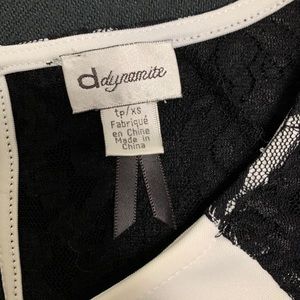 d dynamite
tp/xs
Fabriqué
en Chine
Made in
China